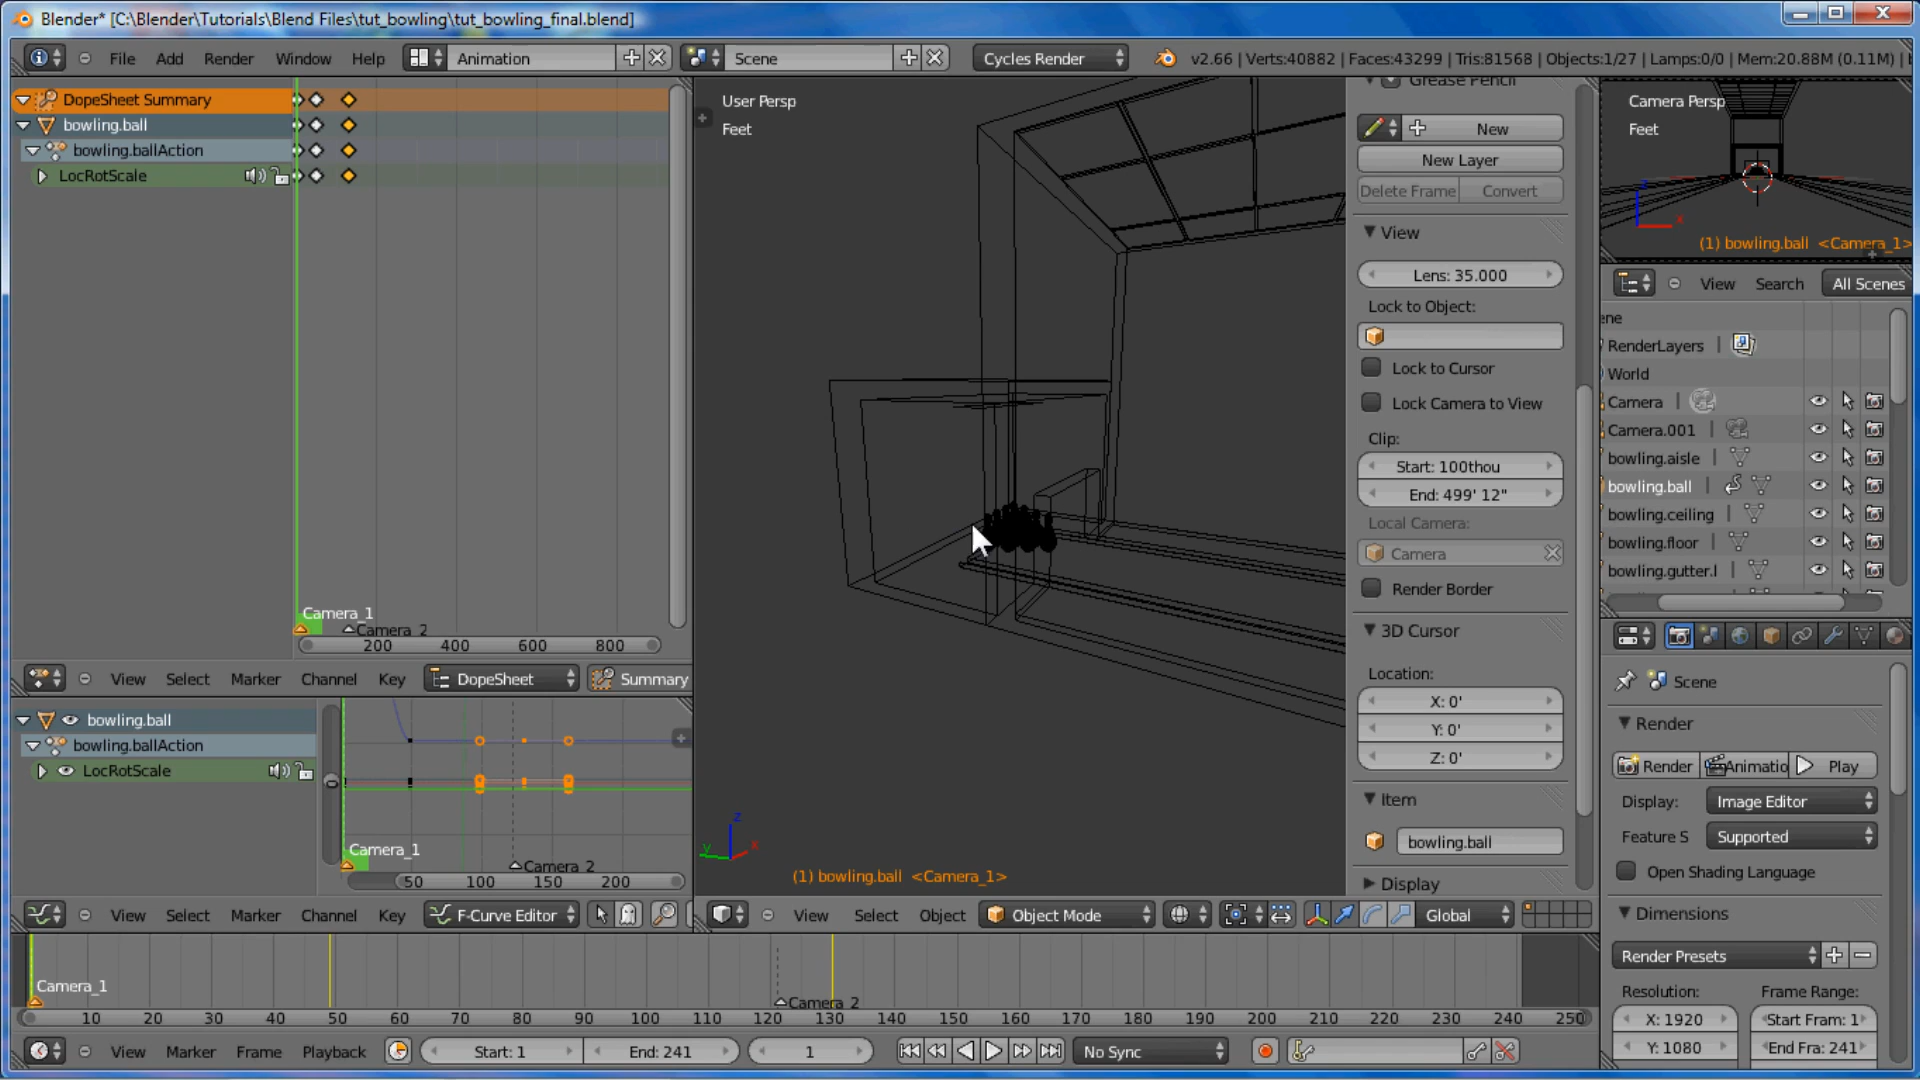 Blender* [C:\Blender\Tutorials\Blend Files\tut_bowling\tut_bowling_final.blend]
File Add Render Window Help Animation Scene Cycles Render v2.66 | Verts:40882 | Faces:43299 | Tris:81568 | Objects:1/27 | Lamps:0/0 | Mem:20.88M (0.11M) |
DopeSheet Summary
bowling.ball
bowling.ballAction
LocRotScale
Camera_1
Camera_2
200 400 600 800
View Select Marker Channel Key DopeSheet Summary
bowling.ball
bowling.ballAction
LocRotScale
Camera_1
Camera_2
50 100 150 200
View Select Marker Channel Key F-Curve Editor
User Persp
Feet
z
y x
(1) bowling.ball <Camera_1>
View Select Object Object Mode Global
Grease Pencil
New
New Layer
Delete Frame Convert
View
Lens: 35.000
Lock to Object:
Lock to Cursor
Lock Camera to View
Clip:
Start: 100thou
End: 499' 12"
Local Camera:
Camera
Render Border
3D Cursor
Location:
X: 0'
Y: 0'
Z: 0'
Item
bowling.ball
Display
Camera Persp
Feet
z
x
(1) bowling.ball <Camera_1>
View Search All Scenes
ene
RenderLayers
World
Camera
Camera.001
bowling.aisle
bowling.ball
bowling.ceiling
bowling.floor
bowling.gutter.l
Scene
Render
Render Animatio Play
Display: Image Editor
Feature S Supported
Open Shading Language
Dimensions
Render Presets
Resolution: Frame Range:
X: 1920 Start Fram: 1
Y: 1080 End Fra: 241
Camera_1
Camera_2
10 20 30 40 50 60 70 80 90 100 110 120 130 140 150 160 170 180 190 200 210 220 230 240 250
View Marker Frame Playback Start: 1 End: 241 1 No Sync